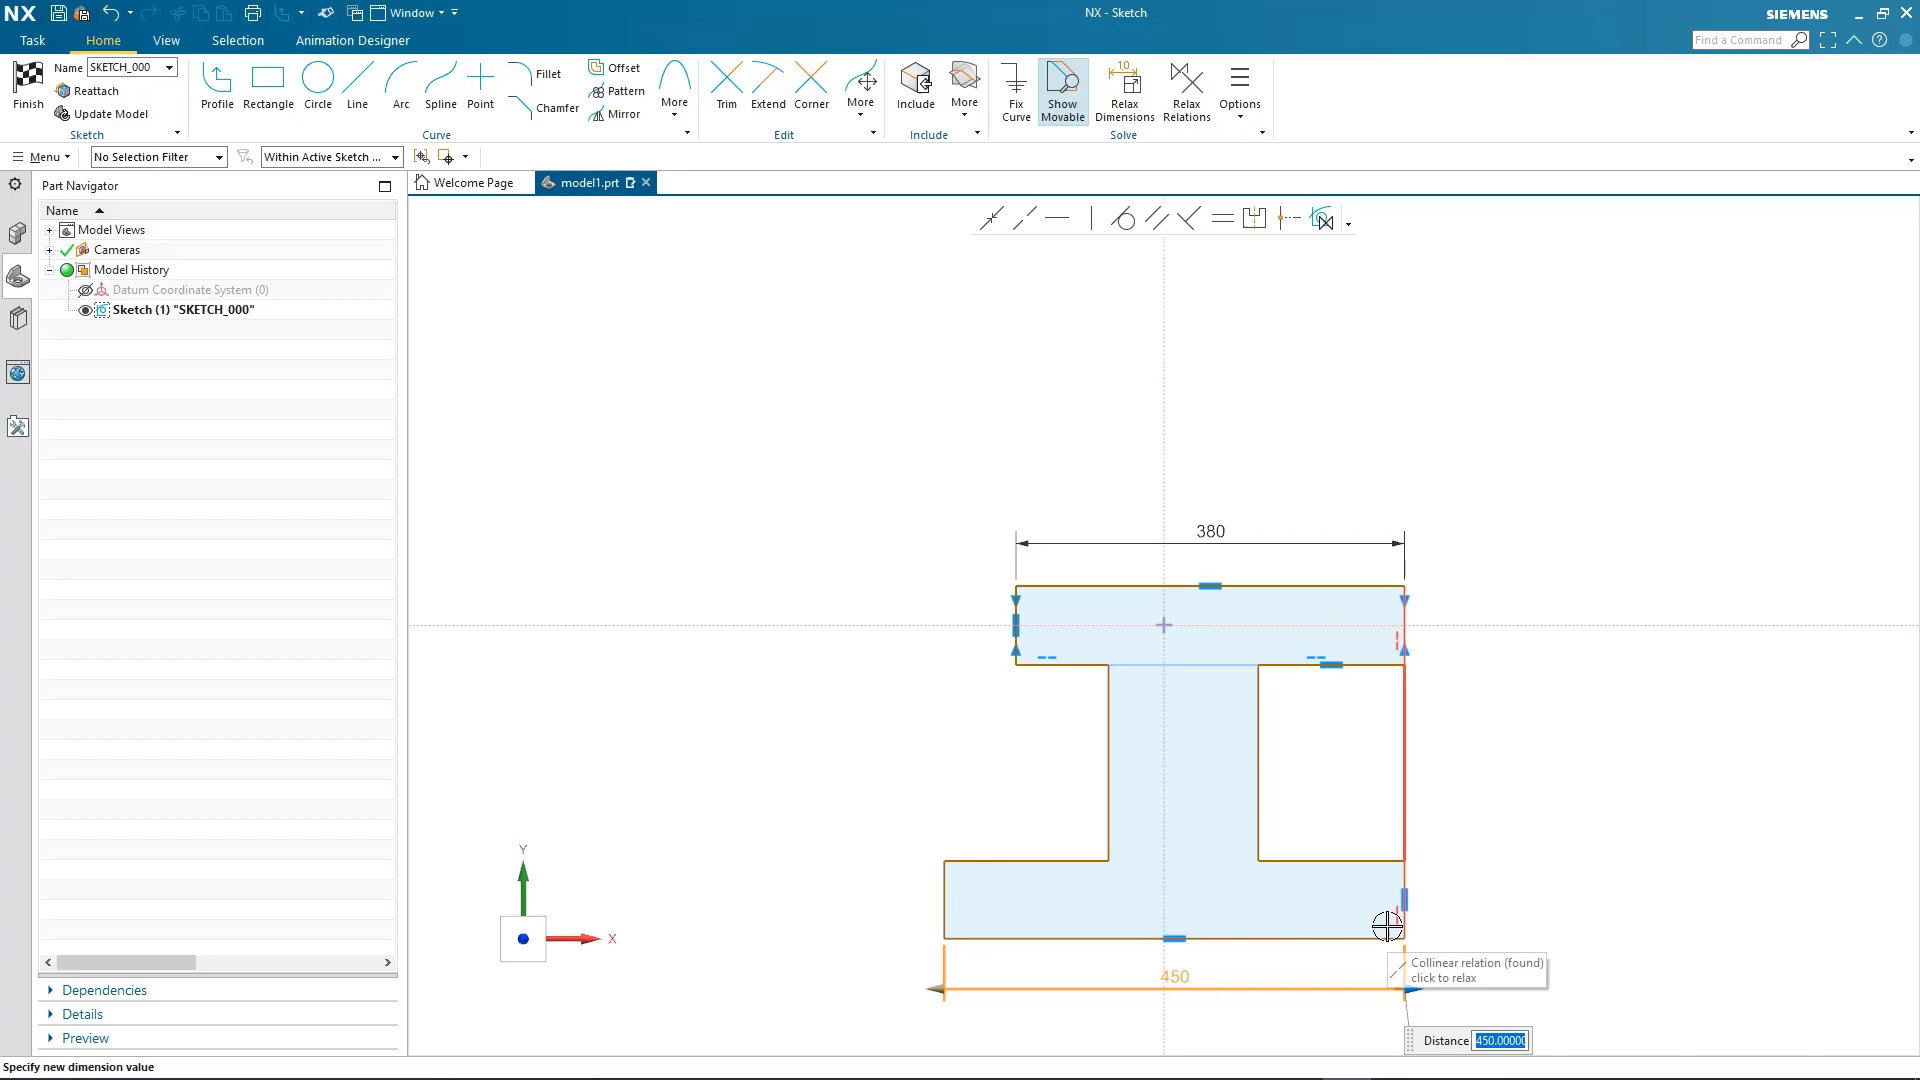 NX
Window
NX - Sketch
SIEMENS
Task
Home
View
Selection
Animation Designer
Find a Command
Finish
Name
SKETCH_000
Reattach
Update Model
Sketch
Profile
Rectangle
Circle
Line
Arc
Spline
Point
Fillet
Chamfer
Offset
Pattern
Mirror
More
Curve
Trim
Extend
Corner
More
Edit
Include
More
Include
Fix
Curve
Show
Movable
Relax
Dimensions
Relax
Relations
Options
Solve
1,0
Menu
No Selection Filter
Within Active Sketch ...
Part Navigator
Welcome Page
model1.prt
Name
Model Views
Cameras
Model History
Datum Coordinate System (0)
Sketch (1) "SKETCH_000"
380
Y
X
450
Collinear relation (found)
click to relax
Distance
450.00000
Dependencies
Details
Preview
Specify new dimension value